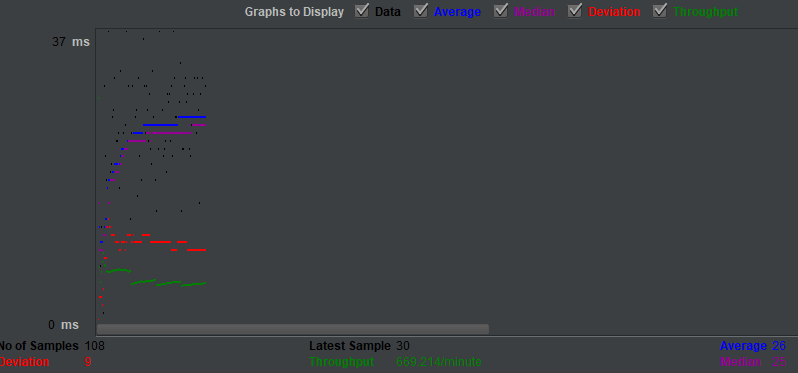 Graphs to Display Data Average Median Deviation Throughput
37 ms
0 ms
No of Samples 108 Latest Sample 30 Average 26
Deviation 9 Throughput 669.214/minute Median